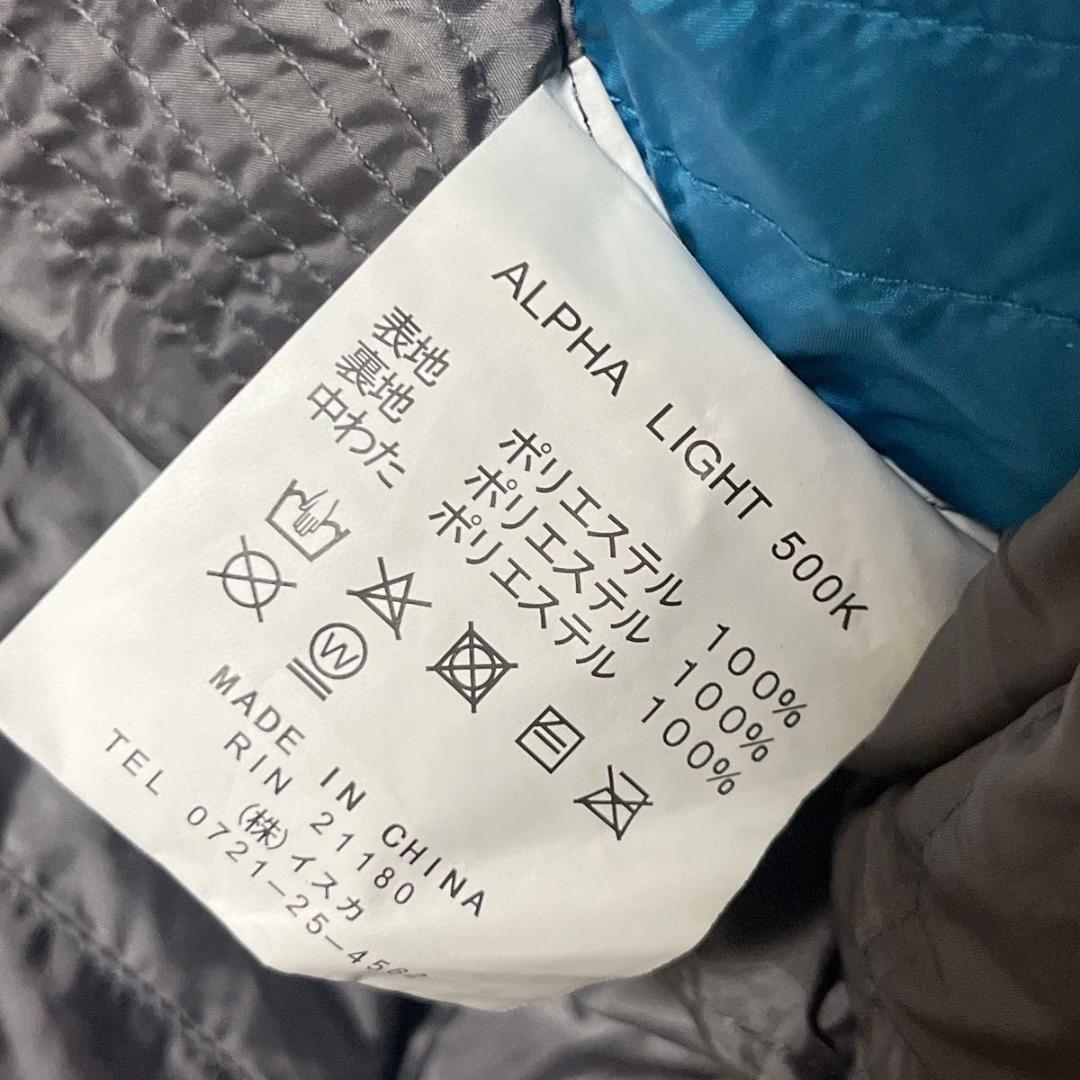 ALPHA LIGHT 500K
表地 ポリエステル 100%
裏地 ポリエステル 100%
中わた ポリエステル 100%
W
MADE IN CHINA
RIN 21180
(株)イスカ
TEL 0721-25-